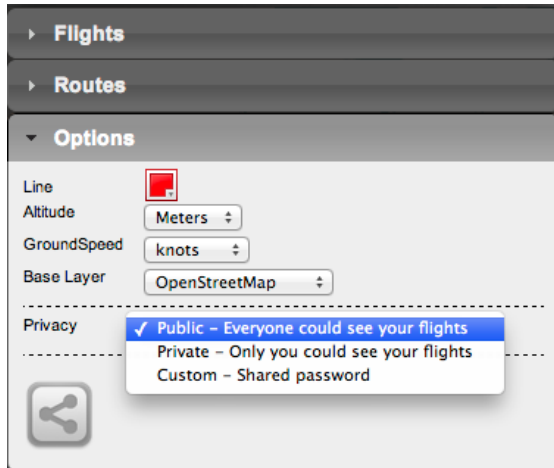 Flights
Routes
Options
Line
Altitude Meters
GroundSpeed knots
Base Layer OpenStreetMap
Privacy ✓ Public – Everyone could see your flights
Private – Only you could see your flights
Custom – Shared password